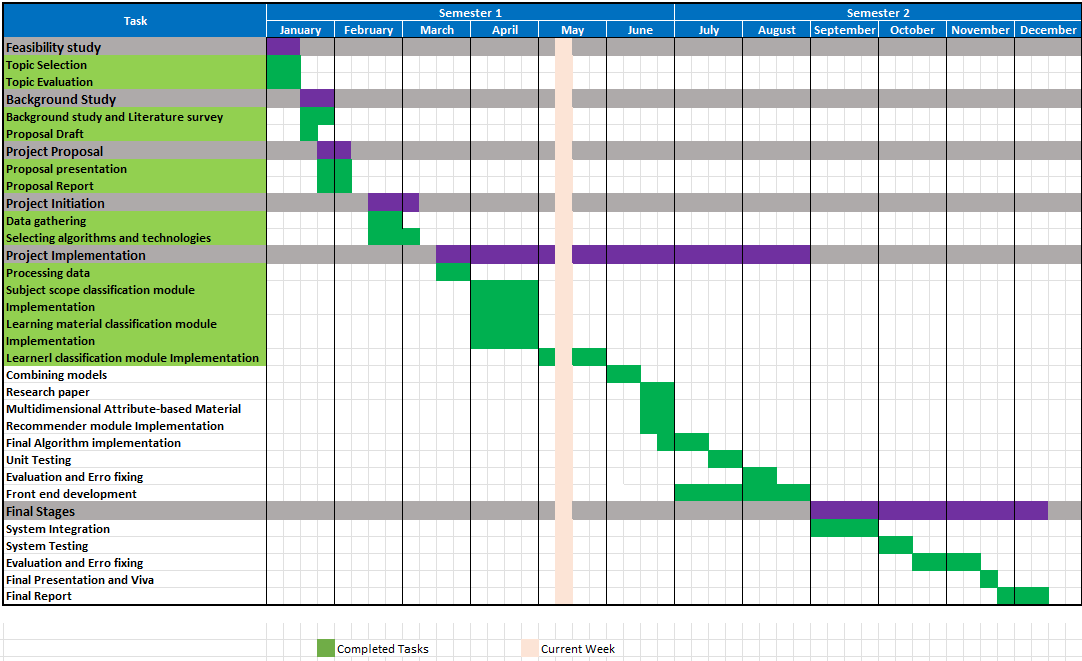 Task
Semester 1
Semester 2
January February March April May June July August September October November December
Feasibility study
Topic Selection
Topic Evaluation
Background Study
Background study and Literature survey
Proposal Draft
Project Proposal
Proposal presentation
Proposal Report
Project Initiation
Data gathering
Selecting algorithms and technologies
Project Implementation
Processing data
Subject scope classification module
Implementation
Learning material classification module
Implementation
Learnerl classification module Implementation
Combining models
Research paper
Multidimensional Attribute-based Material
Recommender module Implementation
Final Algorithm implementation
Unit Testing
Evaluation and Erro fixing
Front end development
Final Stages
System Integration
System Testing
Evaluation and Erro fixing
Final Presentation and Viva
Final Report
Completed Tasks
Current Week